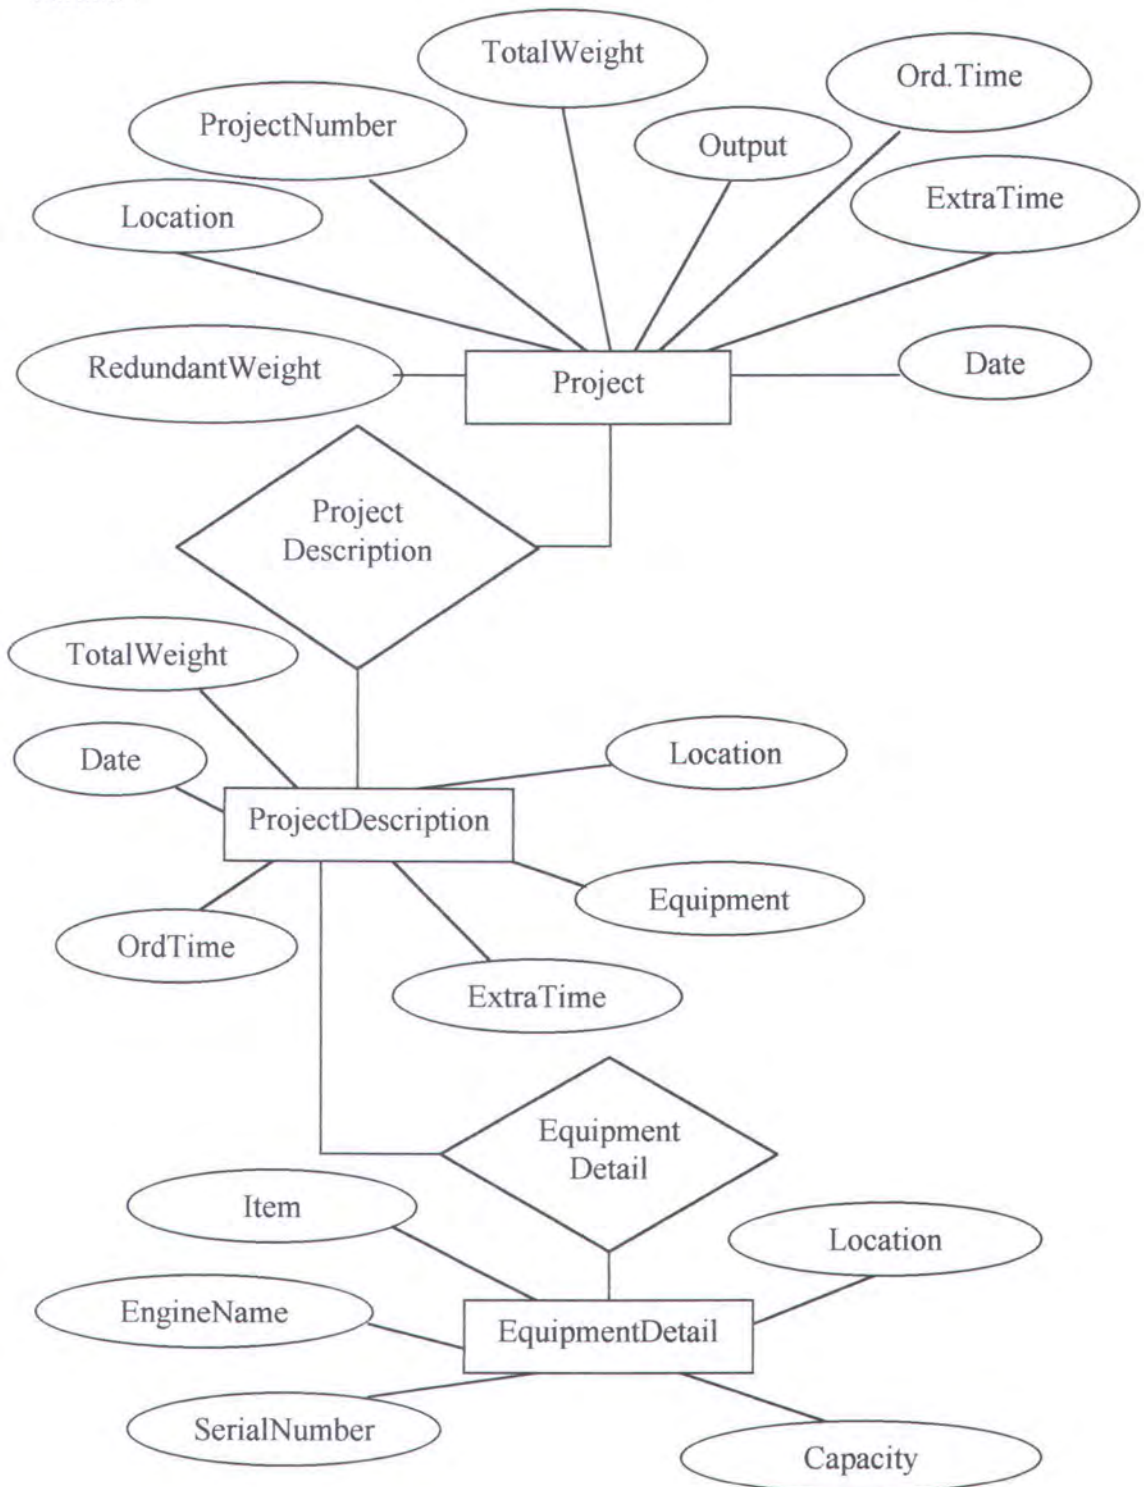 TotalWeight
Ord.Time
ProjectNumber
Output
ExtraTime
Location
RedundantWeight
Project
Date
Project
Description
TotalWeight
Date
Location
ProjectDescription
Equipment
OrdTime
ExtraTime
Equipment
Detail
Item
Location
EngineName
EquipmentDetail
SerialNumber
Capacity